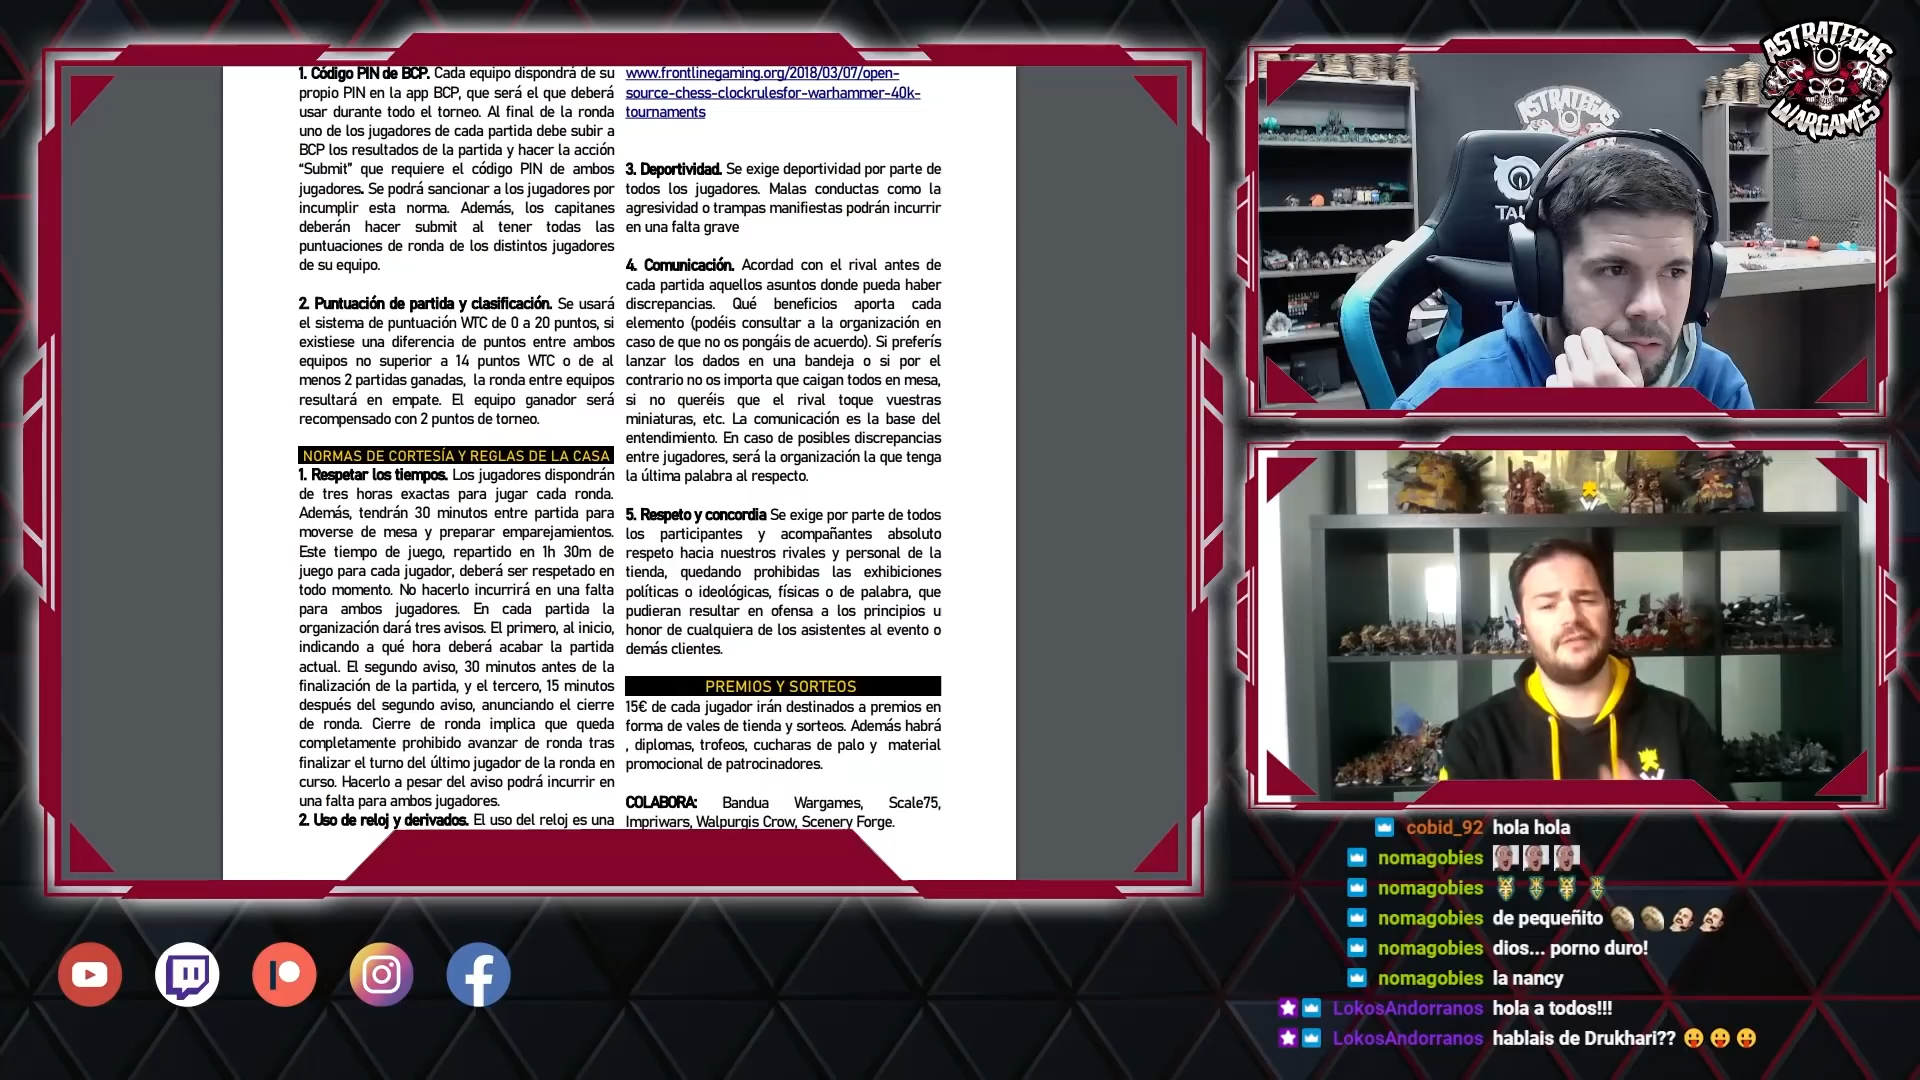 1. Código PIN de BCP. Cada equipo dispondrá de su
propio PIN en la app BCP, que será el que deberá
usar durante todo el torneo. Al final de la ronda
uno de los jugadores de cada partida debe subir a
BCP los resultados de la partida y hacer la acción
“Submit” que requiere el código PIN de ambos
jugadores. Se podrá sancionar a los jugadores por
incumplir esta norma. Además, los capitanes
deberán hacer submit al tener todas las
puntuaciones de ronda de los distintos jugadores
de su equipo.
2. Puntuación de partida y clasificación. Se usará
el sistema de puntuación WTC de 0 a 20 puntos, si
existiese una diferencia de puntos entre ambos
equipos no superior a 14 puntos WTC o de al
menos 2 partidas ganadas, la ronda entre equipos
resultará en empate. El equipo ganador será
recompensado con 2 puntos de torneo.
NORMAS DE CORTESÍA Y REGLAS DE LA CASA
1. Respetar los tiempos. Los jugadores dispondrán
de tres horas exactas para jugar cada ronda.
Además, tendrán 30 minutos entre partida para
moverse de mesa y preparar emparejamientos.
Este tiempo de juego, repartido en 1h 30m de
juego para cada jugador, deberá ser respetado en
todo momento. No hacerlo incurrirá en una falta
para ambos jugadores. En cada partida la
organización dará tres avisos. El primero, al inicio,
indicando a qué hora deberá acabar la partida
actual. El segundo aviso, 30 minutos antes de la
finalización de la partida, y el tercero, 15 minutos
después del segundo aviso, anunciando el cierre
de ronda. Cierre de ronda implica que queda
completamente prohibido avanzar de ronda tras
finalizar el turno del último jugador de la ronda en
curso. Hacerlo a pesar del aviso podrá incurrir en
una falta para ambos jugadores.
2. Uso de reloj y derivados. El uso del reloj es una
www.frontlinegaming.org/2018/03/07/open-
source-chess-clockrulesfor-warhammer-40k-
tournaments
3. Deportividad. Se exige deportividad por parte de
todos los jugadores. Malas conductas como la
agresividad o trampas manifiestas podrán incurrir
en una falta grave
4. Comunicación. Acordad con el rival antes de
cada partida aquellos asuntos donde pueda haber
discrepancias. Qué beneficios aporta cada
elemento (podéis consultar a la organización en
caso de que no os pongáis de acuerdo). Si preferís
lanzar los dados en una bandeja o si por el
contrario no os importa que caigan todos en mesa,
si no queréis que el rival toque vuestras
miniaturas, etc. La comunicación es la base del
entendimiento. En caso de posibles discrepancias
entre jugadores, será la organización la que tenga
la última palabra al respecto.
5. Respeto y concordia Se exige por parte de todos
los participantes y acompañantes absoluto
respeto hacia nuestros rivales y personal de la
tienda, quedando prohibidas las exhibiciones
políticas o ideológicas, físicas o de palabra, que
pudieran resultar en ofensa a los principios u
honor de cualquiera de los asistentes al evento o
demás clientes.
PREMIOS Y SORTEOS
15€ de cada jugador irán destinados a premios en
forma de vales de tienda y sorteos. Además habrá
, diplomas, trofeos, cucharas de palo y material
promocional de patrocinadores.
COLABORA: Bandua Wargames, Scale75,
Impriwars, Walpurgis Crow, Scenery Forge.
ASTRATEGAS
WARGAMES
ASTRATEGAS
cobid_92 hola hola
nomagobies
nomagobies
nomagobies de pequeñito
nomagobies dios... porno duro!
nomagobies la nancy
LokosAndorranos hola a todos!!!
LokosAndorranos hablais de Drukhari?? 😛 😛 😛